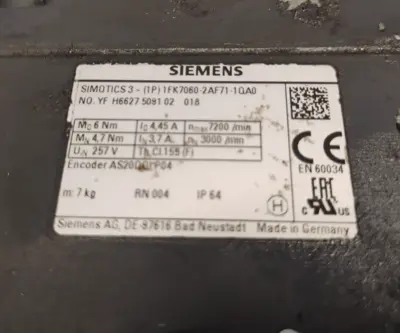 SIEMENS
SIMOTICS 3~ (1P) 1FK7060-2AF71-1QA0
NO. YF H6627 5091 02 018
M₀ 6 Nm I₀ 4,45 A nmax 7200 /min
MN 4,7 Nm IN 3,7 A nN 3000 /min
UIN 257 V Th.Cl.155 (F)
Encoder
EN 60034
m: 7 kg RN 004 IP 64 H
EAC
c US
Siemens AG, DE-97616 Bad Neustadt Made in Germany